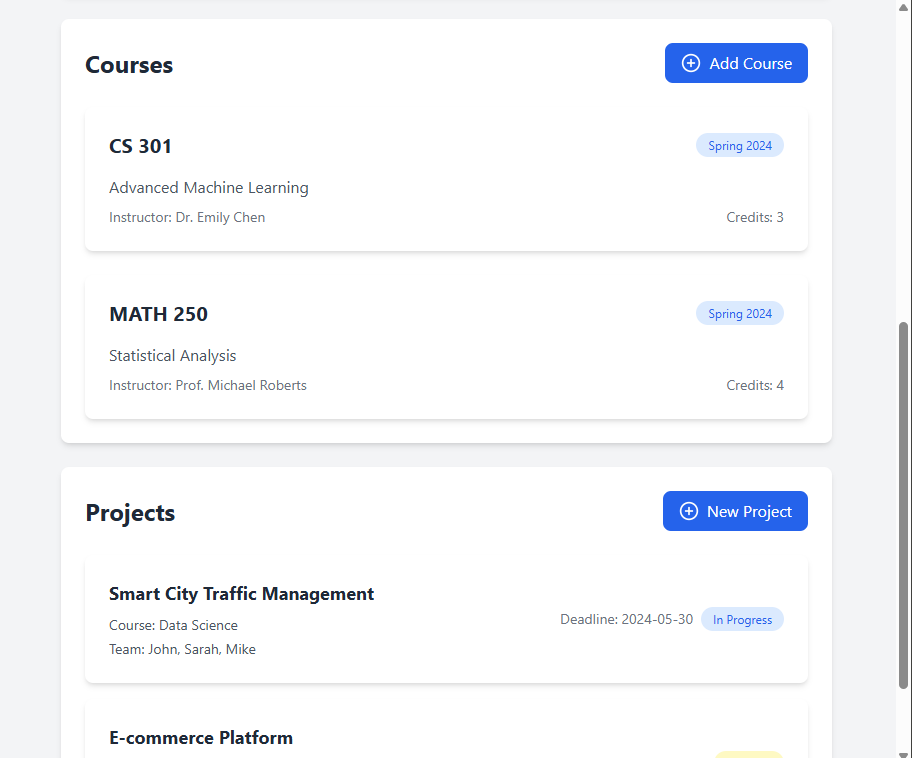 Courses
Add Course
CS 301
Spring 2024
Advanced Machine Learning
Instructor: Dr. Emily Chen
Credits: 3
MATH 250
Spring 2024
Statistical Analysis
Instructor: Prof. Michael Roberts
Credits: 4
Projects
New Project
Smart City Traffic Management
Course: Data Science
Team: John, Sarah, Mike
Deadline: 2024-05-30
In Progress
E-commerce Platform